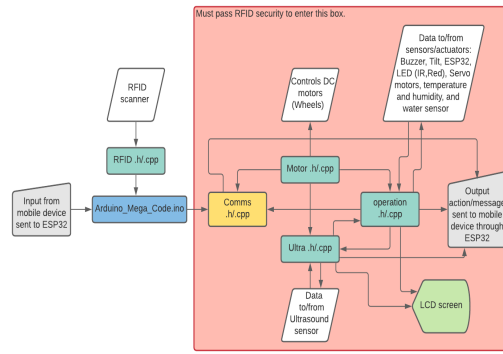 Must pass RFID security to enter this box.
RFID
scanner
Controls DC
motors
(Wheels)
Data to/from
sensors/actuators:
Buzzer, Tilt, ESP32,
LED (IR,Red), Servo
motors, temperature
and humidity, and
water sensor
RFID .h/.cpp
Motor .h/.cpp
Input from
mobile device
sent to ESP32
Arduino_Mega_Code.ino
Comms
.h/.cpp
operation
.h/.cpp
Output
action/message
sent to mobile
device through
ESP32
Ultra .h/.cpp
Data
to/from
Ultrasound
sensor
LCD screen